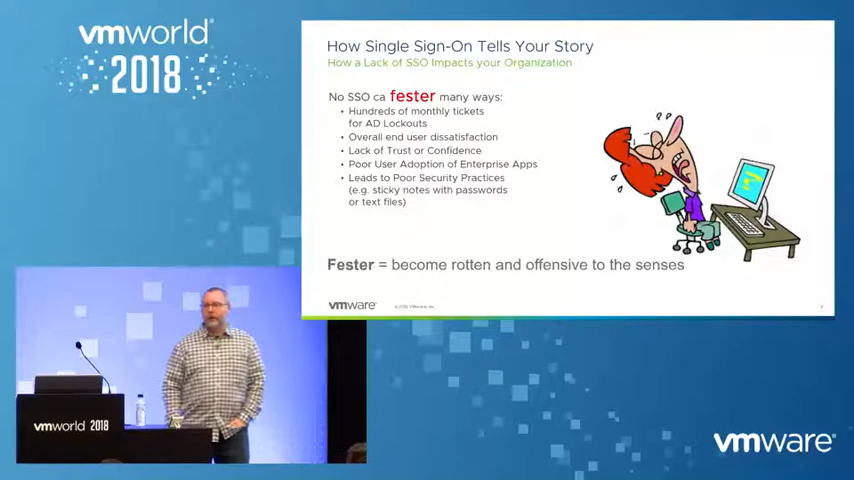 vmworld
2018
How Single Sign-On Tells Your Story
How a Lack of SSO Impacts your Organization
No SSO ca fester many ways:
• Hundreds of monthly tickets
for AD Lockouts
• Overall end user dissatisfaction
• Lack of Trust or Confidence
• Poor User Adoption of Enterprise Apps
• Leads to Poor Security Practices
(e.g. sticky notes with passwords
or text files)
Fester = become rotten and offensive to the senses
vmware
vmworld 2018
vmware